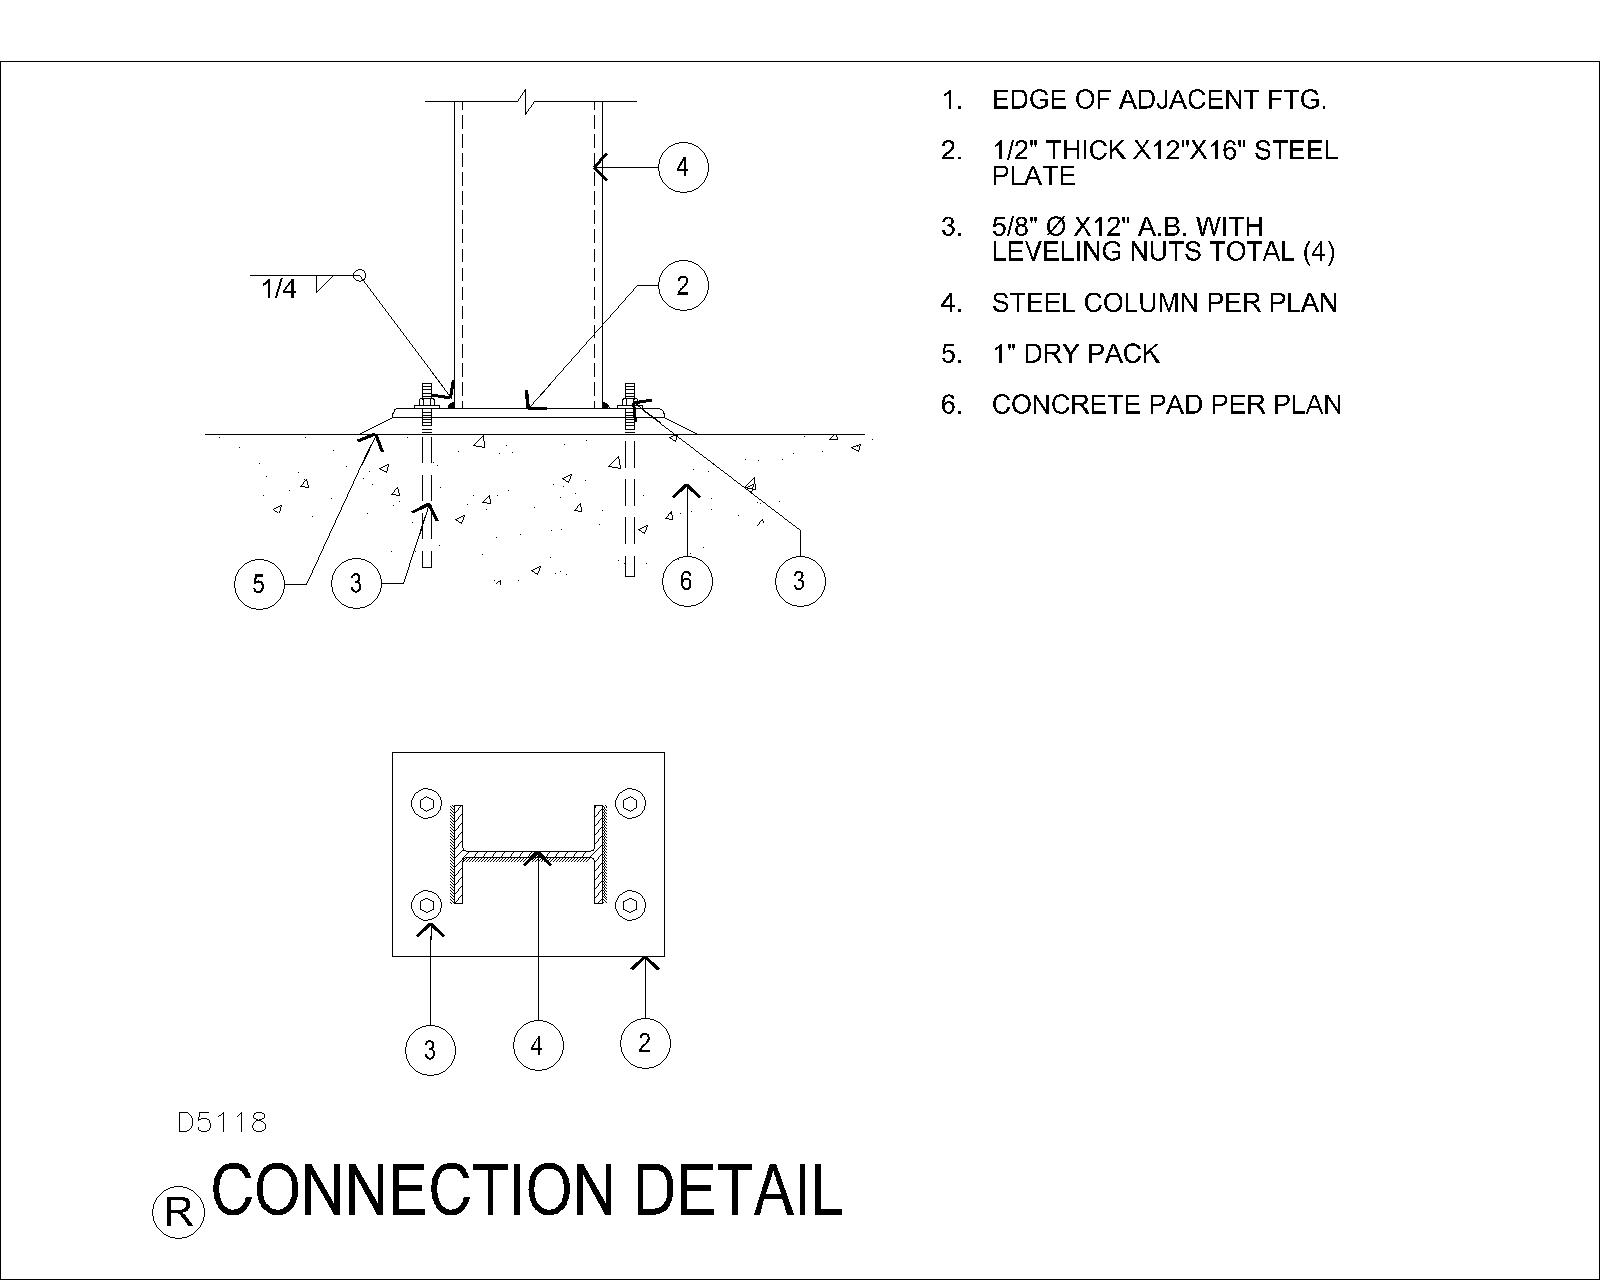 1. EDGE OF ADJACENT FTG.
2. 1/2" THICK X12"X16" STEEL
PLATE
3. 5/8" Ø X12" A.B. WITH
LEVELING NUTS TOTAL (4)
4. STEEL COLUMN PER PLAN
5. 1" DRY PACK
6. CONCRETE PAD PER PLAN
4
2
1/4
5
3
6
3
3
4
2
D5118
R CONNECTION DETAIL